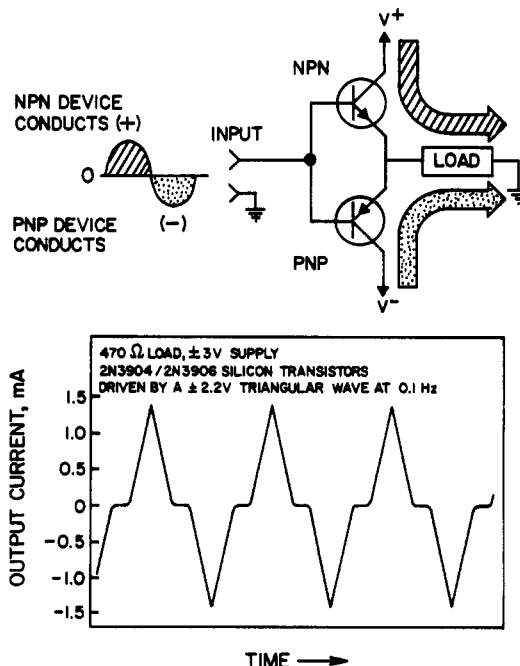 V+
NPN
NPN DEVICE
CONDUCTS (+)
INPUT
0
LOAD
PNP DEVICE
CONDUCTS
(-)
PNP
V-
470 Ω LOAD, ±3V SUPPLY
2N3904/2N3906 SILICON TRANSISTORS
DRIVEN BY A ±2.2V TRIANGULAR WAVE AT 0.1 Hz
OUTPUT CURRENT, mA
1.5
1.0
0.5
0
-0.5
-1.0
-1.5
TIME